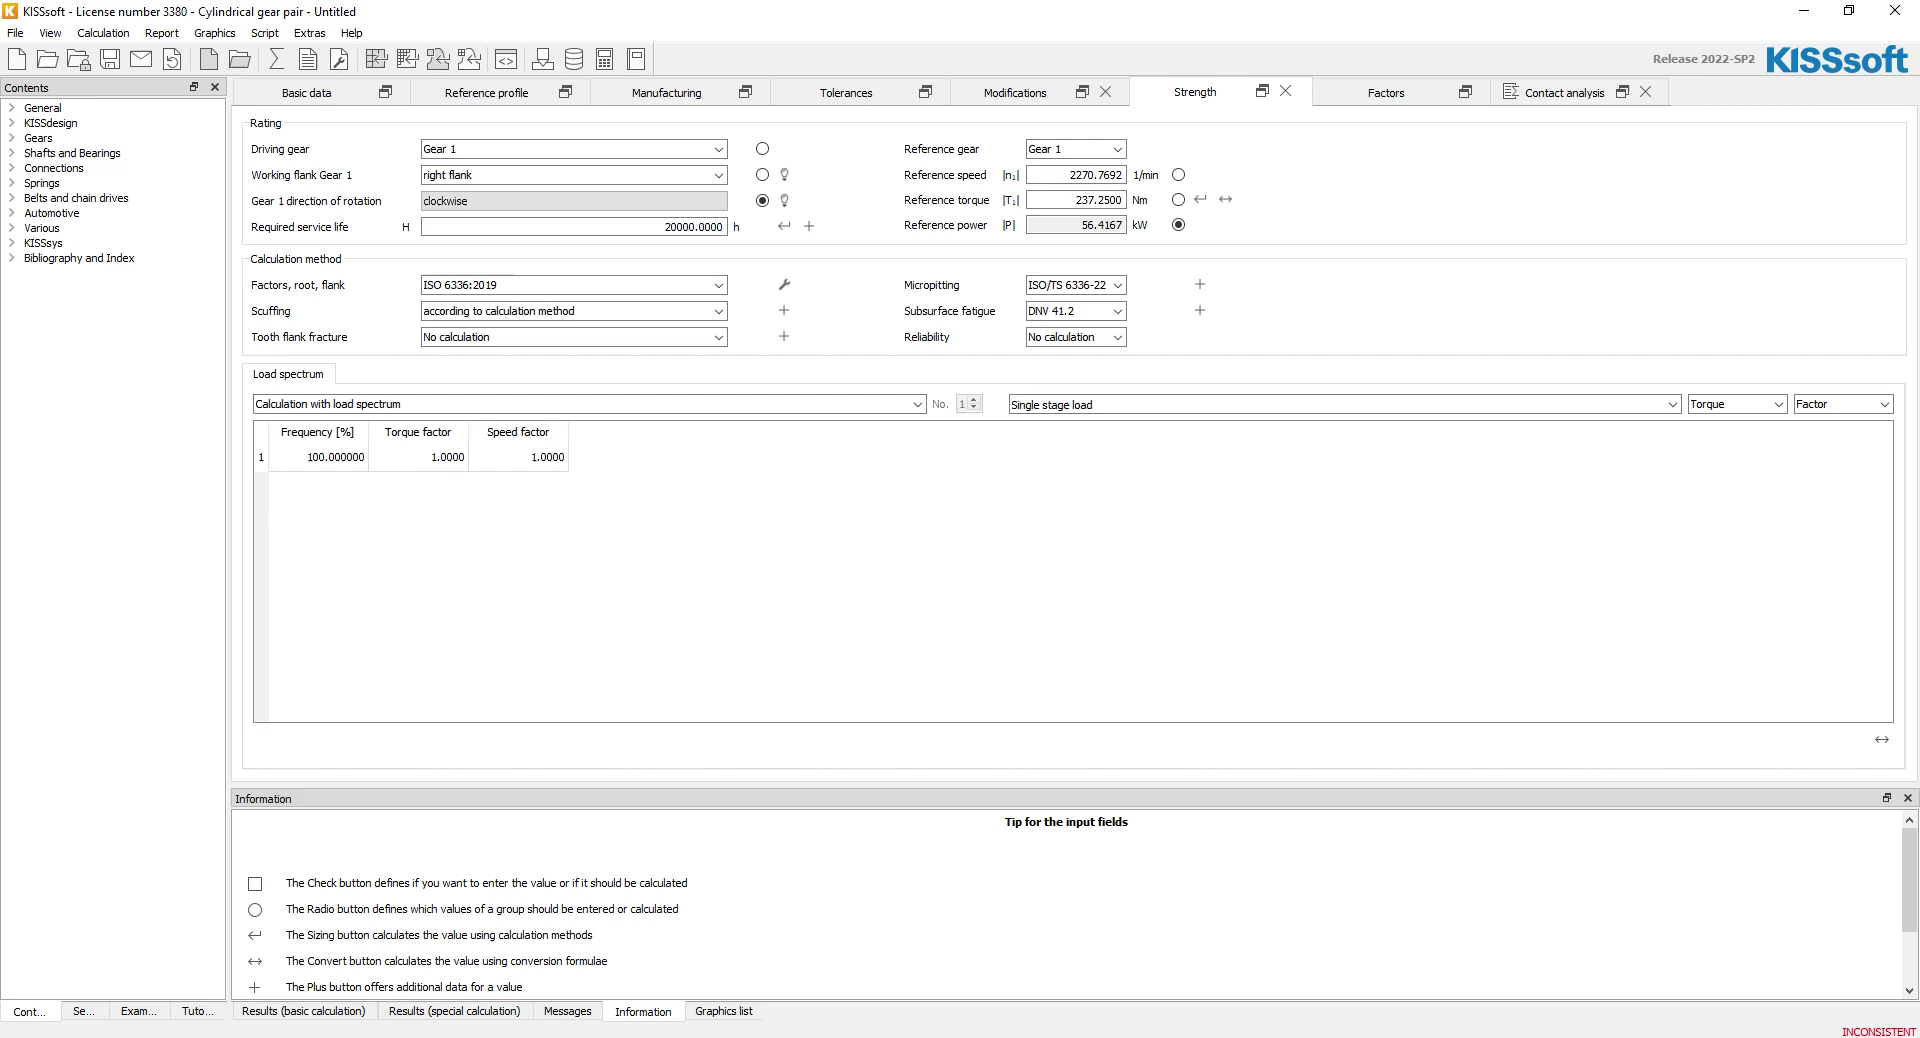 KISSsoft - License number 3380 - Cylindrical gear pair - Untitled
File View Calculation Report Graphics Script Extras Help
Release 2022-SP2 KISSsoft
Contents
General
KISSdesign
Gears
Shafts and Bearings
Connections
Springs
Belts and chain drives
Automotive
Various
KISSsys
Bibliography and Index
Basic data Reference profile Manufacturing Tolerances Modifications Strength Factors Contact analysis
Rating
Driving gear Gear 1 Reference gear Gear 1
Working flank Gear 1 right flank Reference speed |n₁| 2270.7692 1/min
Gear 1 direction of rotation clockwise Reference torque |T₁| 237.2500 Nm
Required service life H 20000.0000 h Reference power |P| 56.4167 kW
Calculation method
Factors, root, flank ISO 6336:2019 Micropitting ISO/TS 6336-22
Scuffing according to calculation method Subsurface fatigue DNV 41.2
Tooth flank fracture No calculation Reliability No calculation
Load spectrum
Calculation with load spectrum No. 1 Single stage load Torque Factor
Frequency [%] Torque factor Speed factor
1 100.000000 1.0000 1.0000
Information
Tip for the input fields
The Check button defines if you want to enter the value or if it should be calculated
The Radio button defines which values of a group should be entered or calculated
The Sizing button calculates the value using calculation methods
The Convert button calculates the value using conversion formulae
The Plus button offers additional data for a value
Cont... Se... Exam... Tuto... Results (basic calculation) Results (special calculation) Messages Information Graphics list
INCONSISTENT